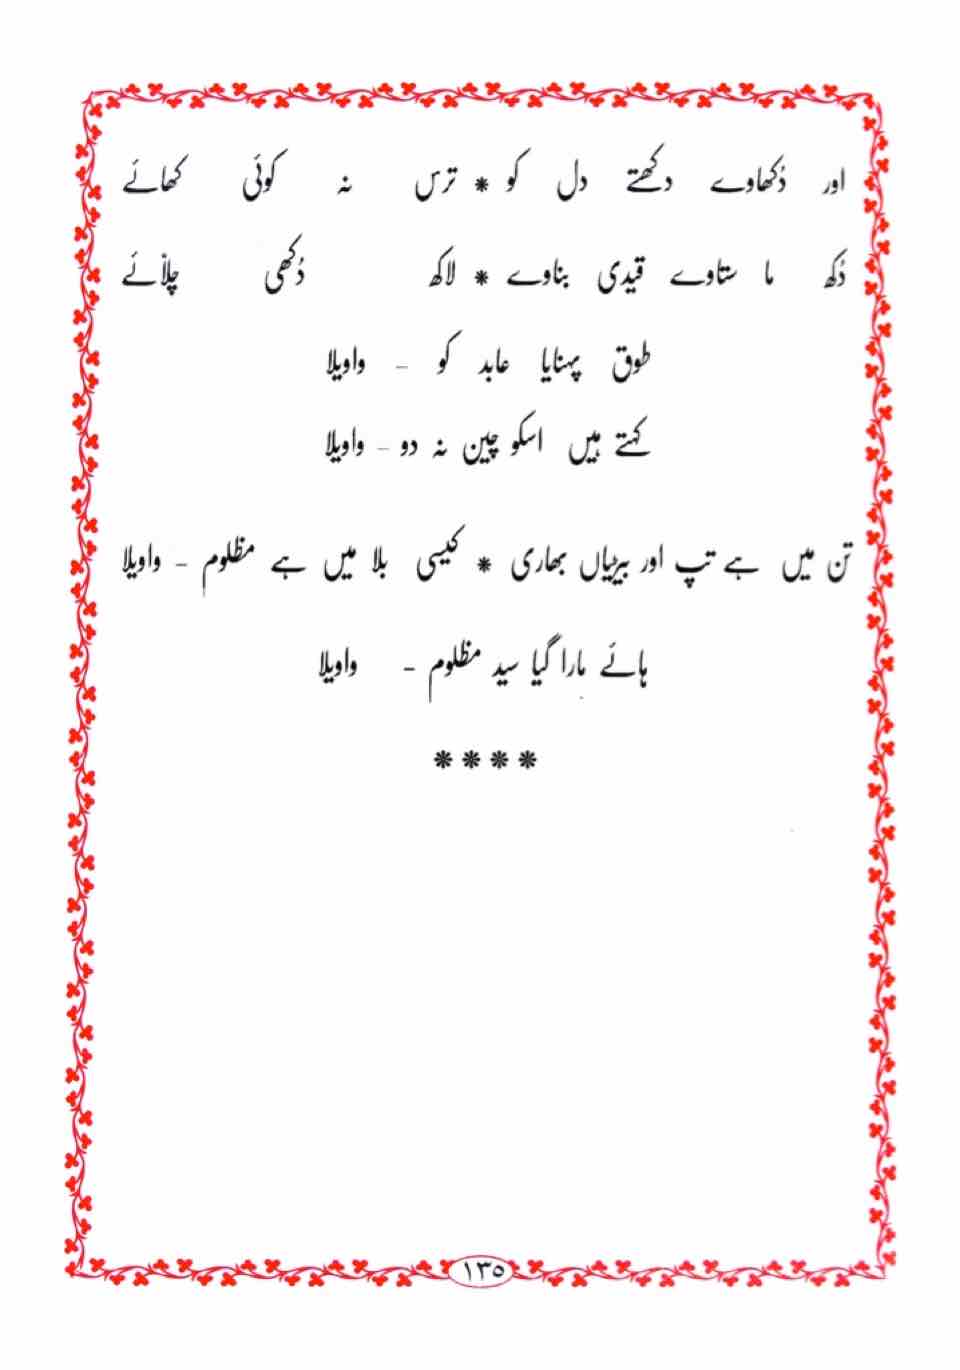 اور دُکھاوے دکھتے دل کو * ترس نہ کوئی کھائے
دُکھ ما ستاوے قیدی بناوے * لاکھ دُکھی چلّائے
طوق پہنایا عابد کو - واویلا
کہتے ہیں اسکو چین نہ دو - واویلا
تن میں ہے تپ اور بیڑیاں بھاری * کیسی بلا میں ہے مظلوم - واویلا
ہائے مارا گیا سید مظلوم - واویلا
****
١٣٥